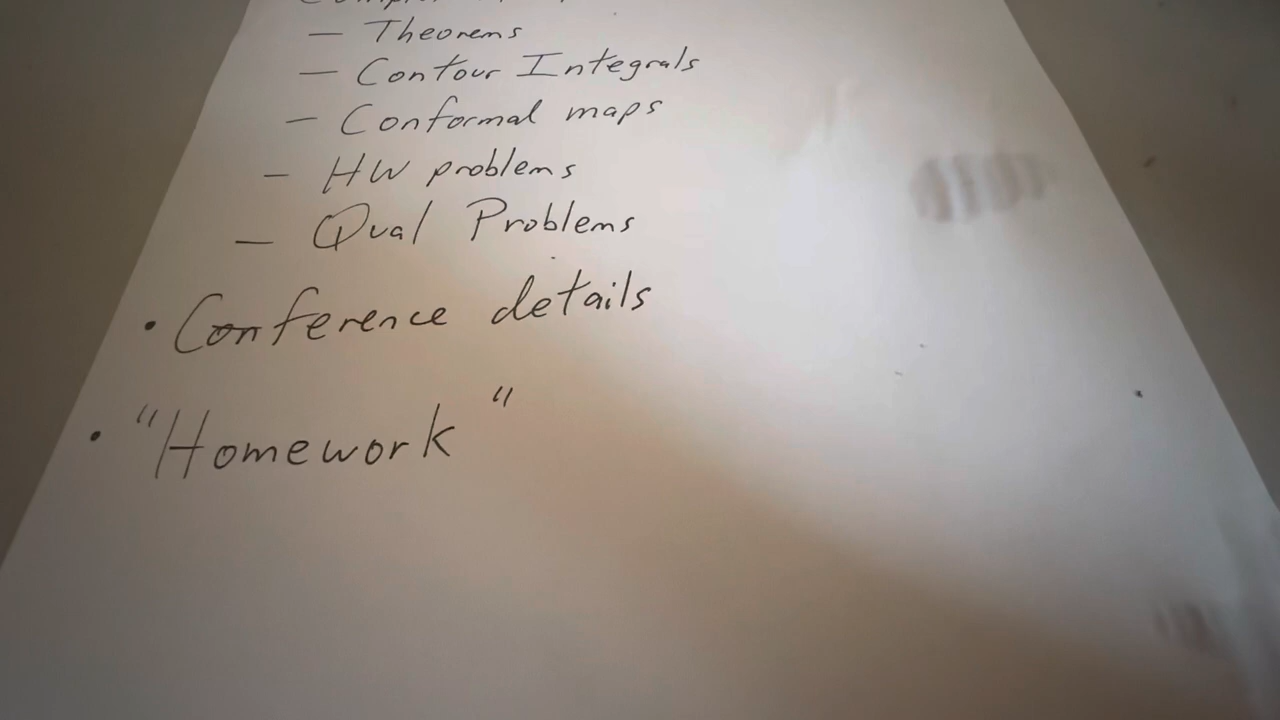 — Theorems
— Contour Integrals
— Conformal maps
— HW problems
— Qual Problems
• Conference details
• "Homework"